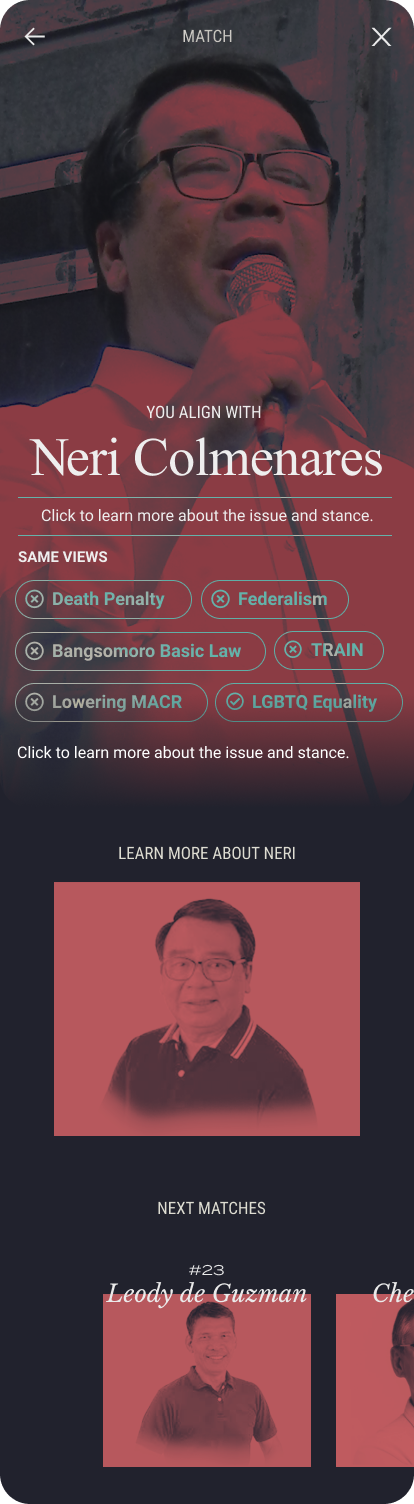 MATCH
YOU ALIGN WITH
Neri Colmenares
Click to learn more about the issue and stance.
SAME VIEWS
Death Penalty
Federalism
Bangsomoro Basic Law
TRAIN
Lowering MACR
LGBTQ Equality
Click to learn more about the issue and stance.
LEARN MORE ABOUT NERI
NEXT MATCHES
#23
Leody de Guzman
Che